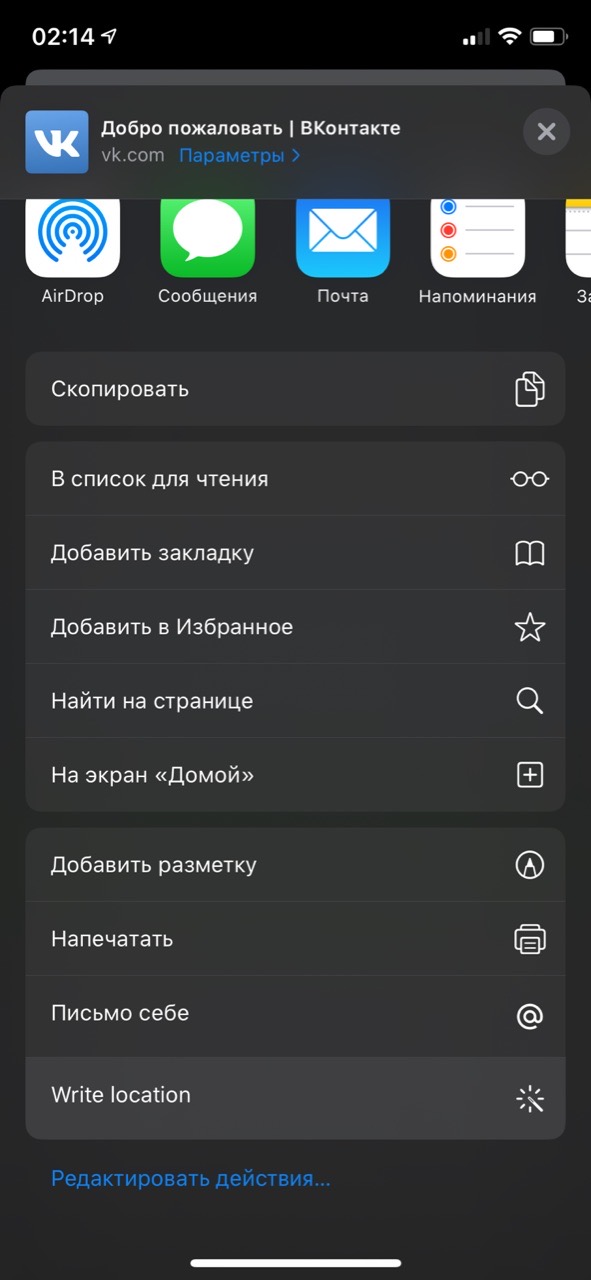 02:14
Добро пожаловать | ВКонтакте
vk.com Параметры >
AirDrop Сообщения Почта Напоминания
Скопировать
В список для чтения
Добавить закладку
Добавить в Избранное
Найти на странице
На экран «Домой»
Добавить разметку
Напечатать
Письмо себе
Write location
Редактировать действия...